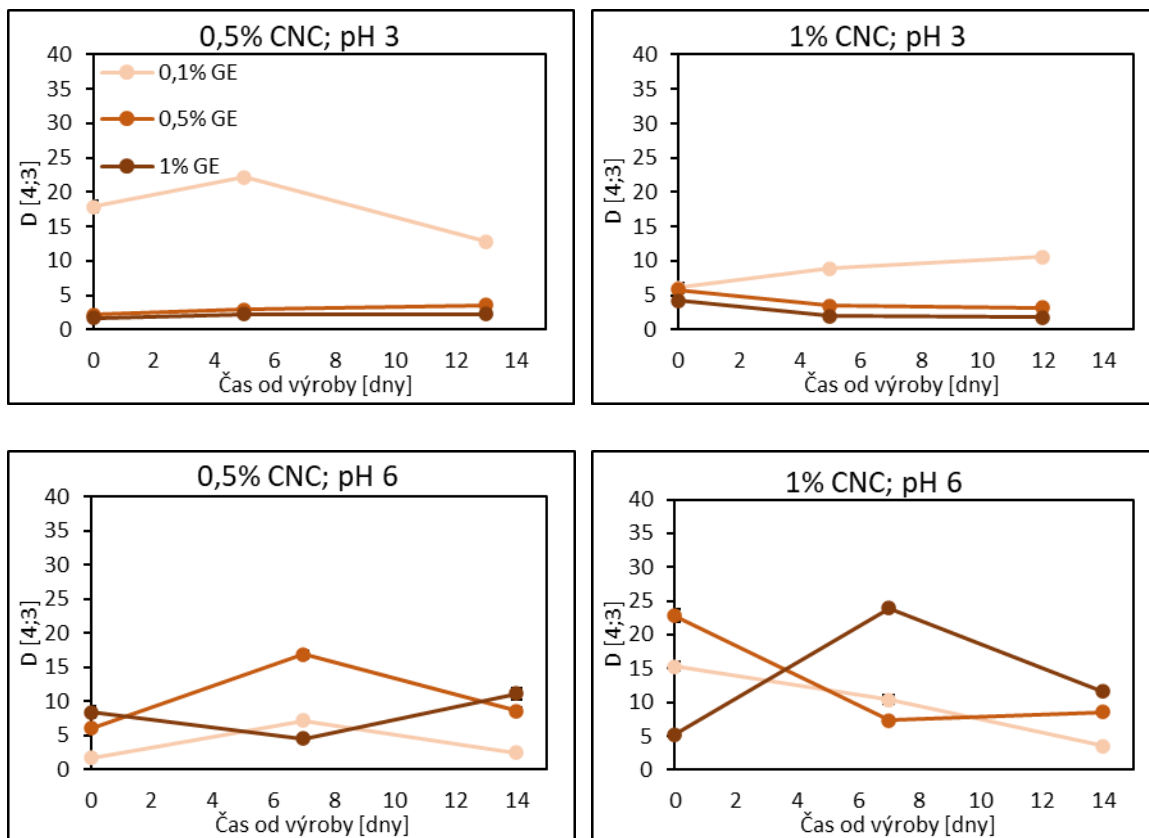 0,5% CNC; pH 3
40
35
30
25
20
15
10
5
0
D [4;3]
0,1% GE
0,5% GE
1% GE
0 2 4 6 8 10 12 14
Čas od výroby [dny]
1% CNC; pH 3
40
35
30
25
20
15
10
5
0
D [4;3]
0 2 4 6 8 10 12 14
Čas od výroby [dny]
0,5% CNC; pH 6
40
35
30
25
20
15
10
5
0
D [4;3]
0 2 4 6 8 10 12 14
Čas od výroby [dny]
1% CNC; pH 6
40
35
30
25
20
15
10
5
0
D [4;3]
0 2 4 6 8 10 12 14
Čas od výroby [dny]